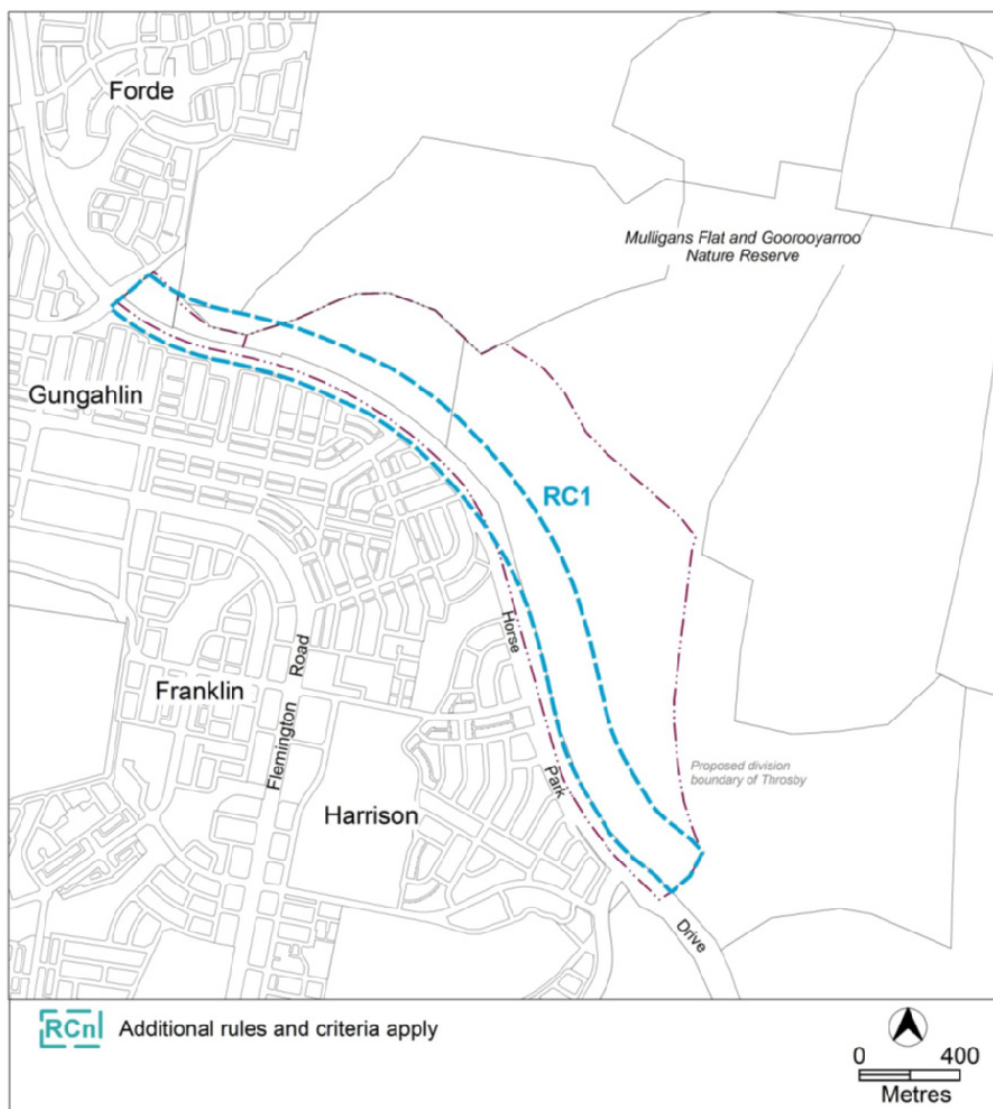 Forde
Mulligans Flat and Goorooyarroo
Nature Reserve
Gungahlin
RC1
Horse
Road
Franklin
Flemington
Park
Proposed division
boundary of Throsby
Harrison
Drive
RCn
Additional rules and criteria apply
0 400
Metres